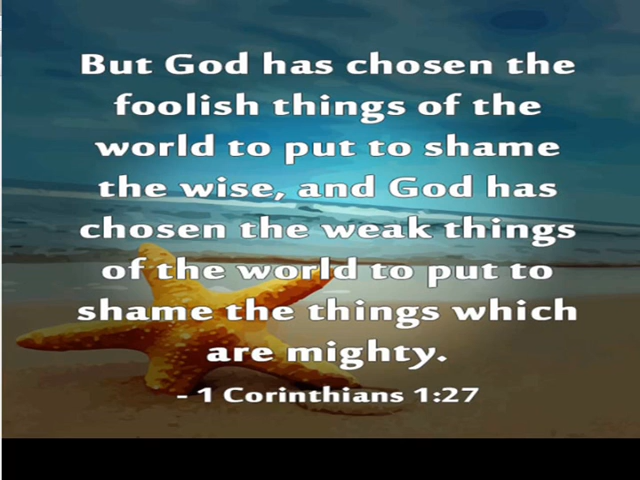 But God has chosen the
foolish things of the
world to put to shame
the wise, and God has
chosen the weak things
of the world to put to
shame the things which
are mighty.
- 1 Corinthians 1:27